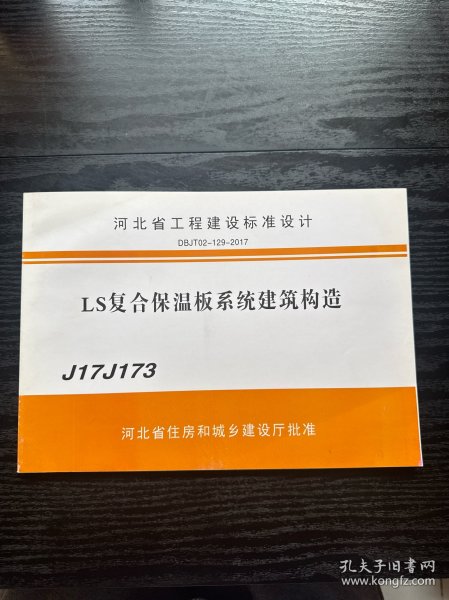 河北省工程建设标准设计
DBJT02-129-2017
LS复合保温板系统建筑构造
J17J173
河北省住房和城乡建设厅批准
孔夫子旧书网
www.kongfz.com